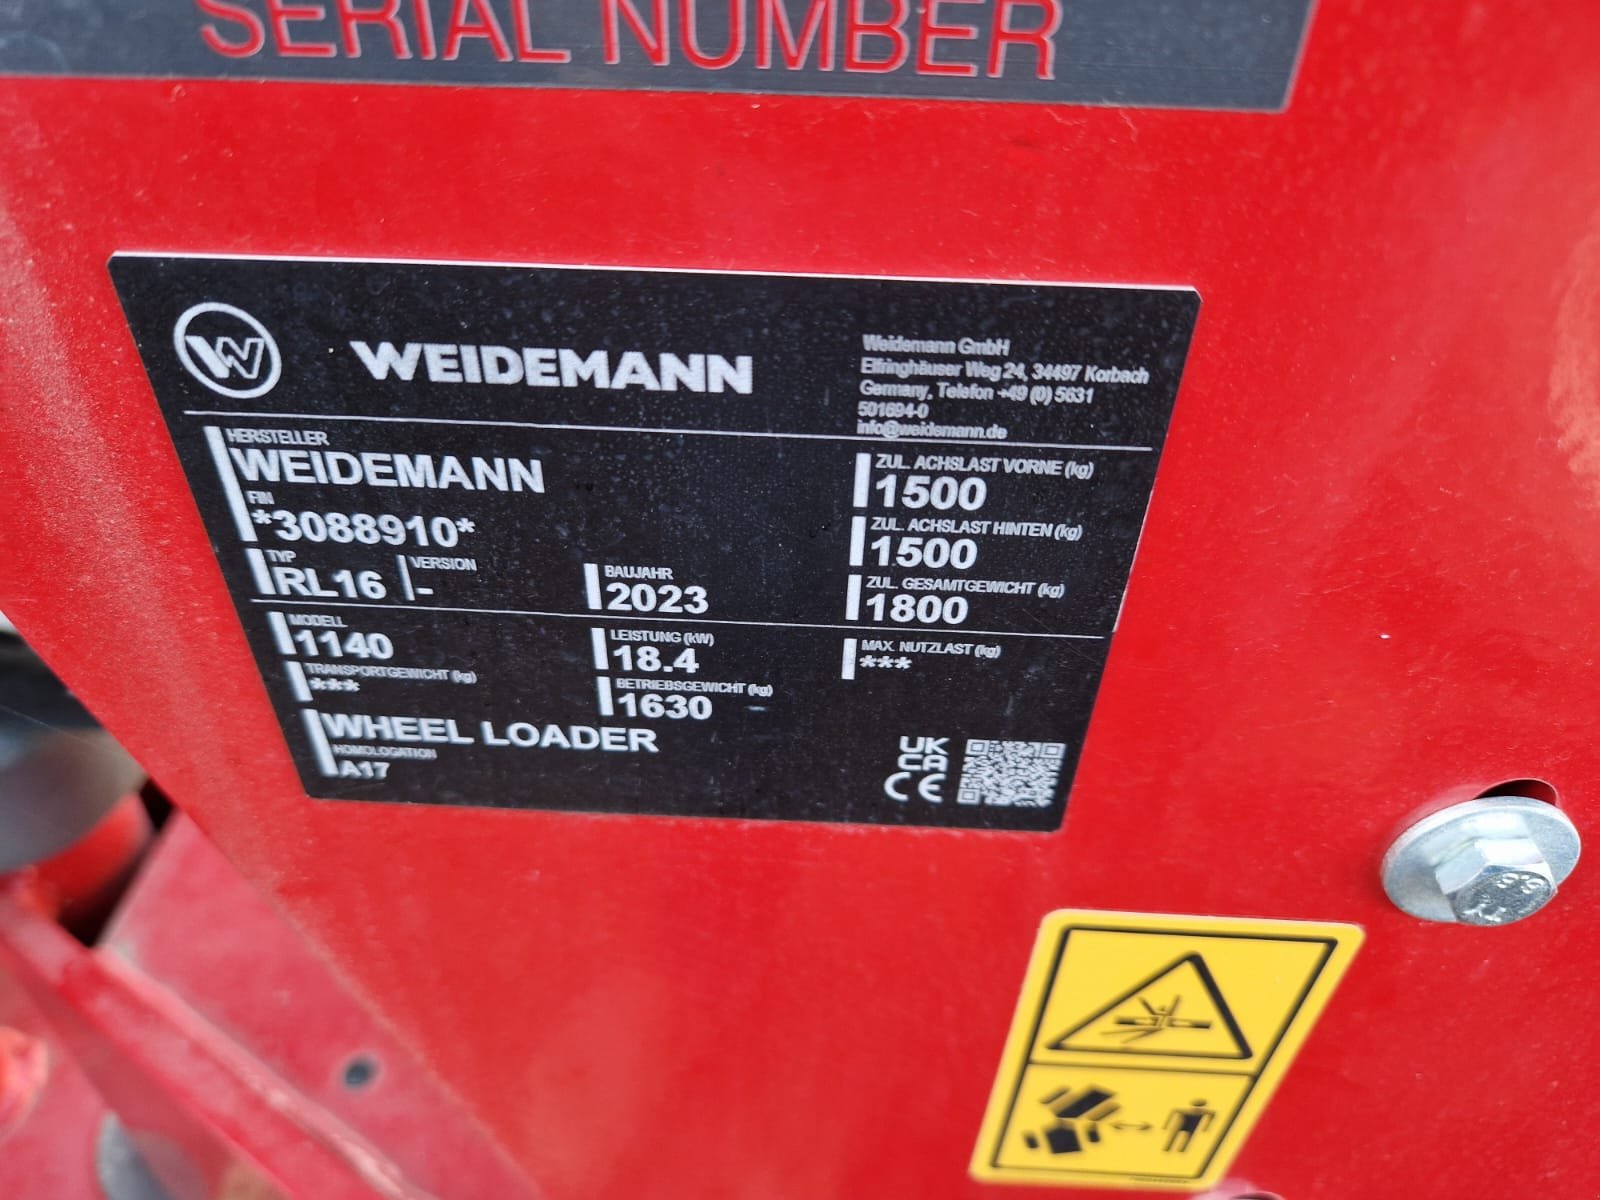 SERIAL NUMBER
WEIDEMANN
Weidemann GmbH
Elfringhäuser Weg 24, 34497 Korbach
Germany, Telefon +49 (0) 5631
501694-0
info@weidemann.de
HERSTELLER
WEIDEMANN
FIN
*3088910*
TYP VERSION
RL16 -
BAUJAHR
2023
ZUL. ACHSLAST VORNE (kg)
1500
ZUL. ACHSLAST HINTEN (kg)
1500
ZUL. GESAMTGEWICHT (kg)
1800
MODELL
1140
LEISTUNG (kW)
18.4
MAX. NUTZLAST (kg)
***
TRANSPORTGEWICHT (kg)
***
BETRIEBSGEWICHT (kg)
1630
WHEEL LOADER
HOMOLOGATION
A17
UK
CA
CE
8.8